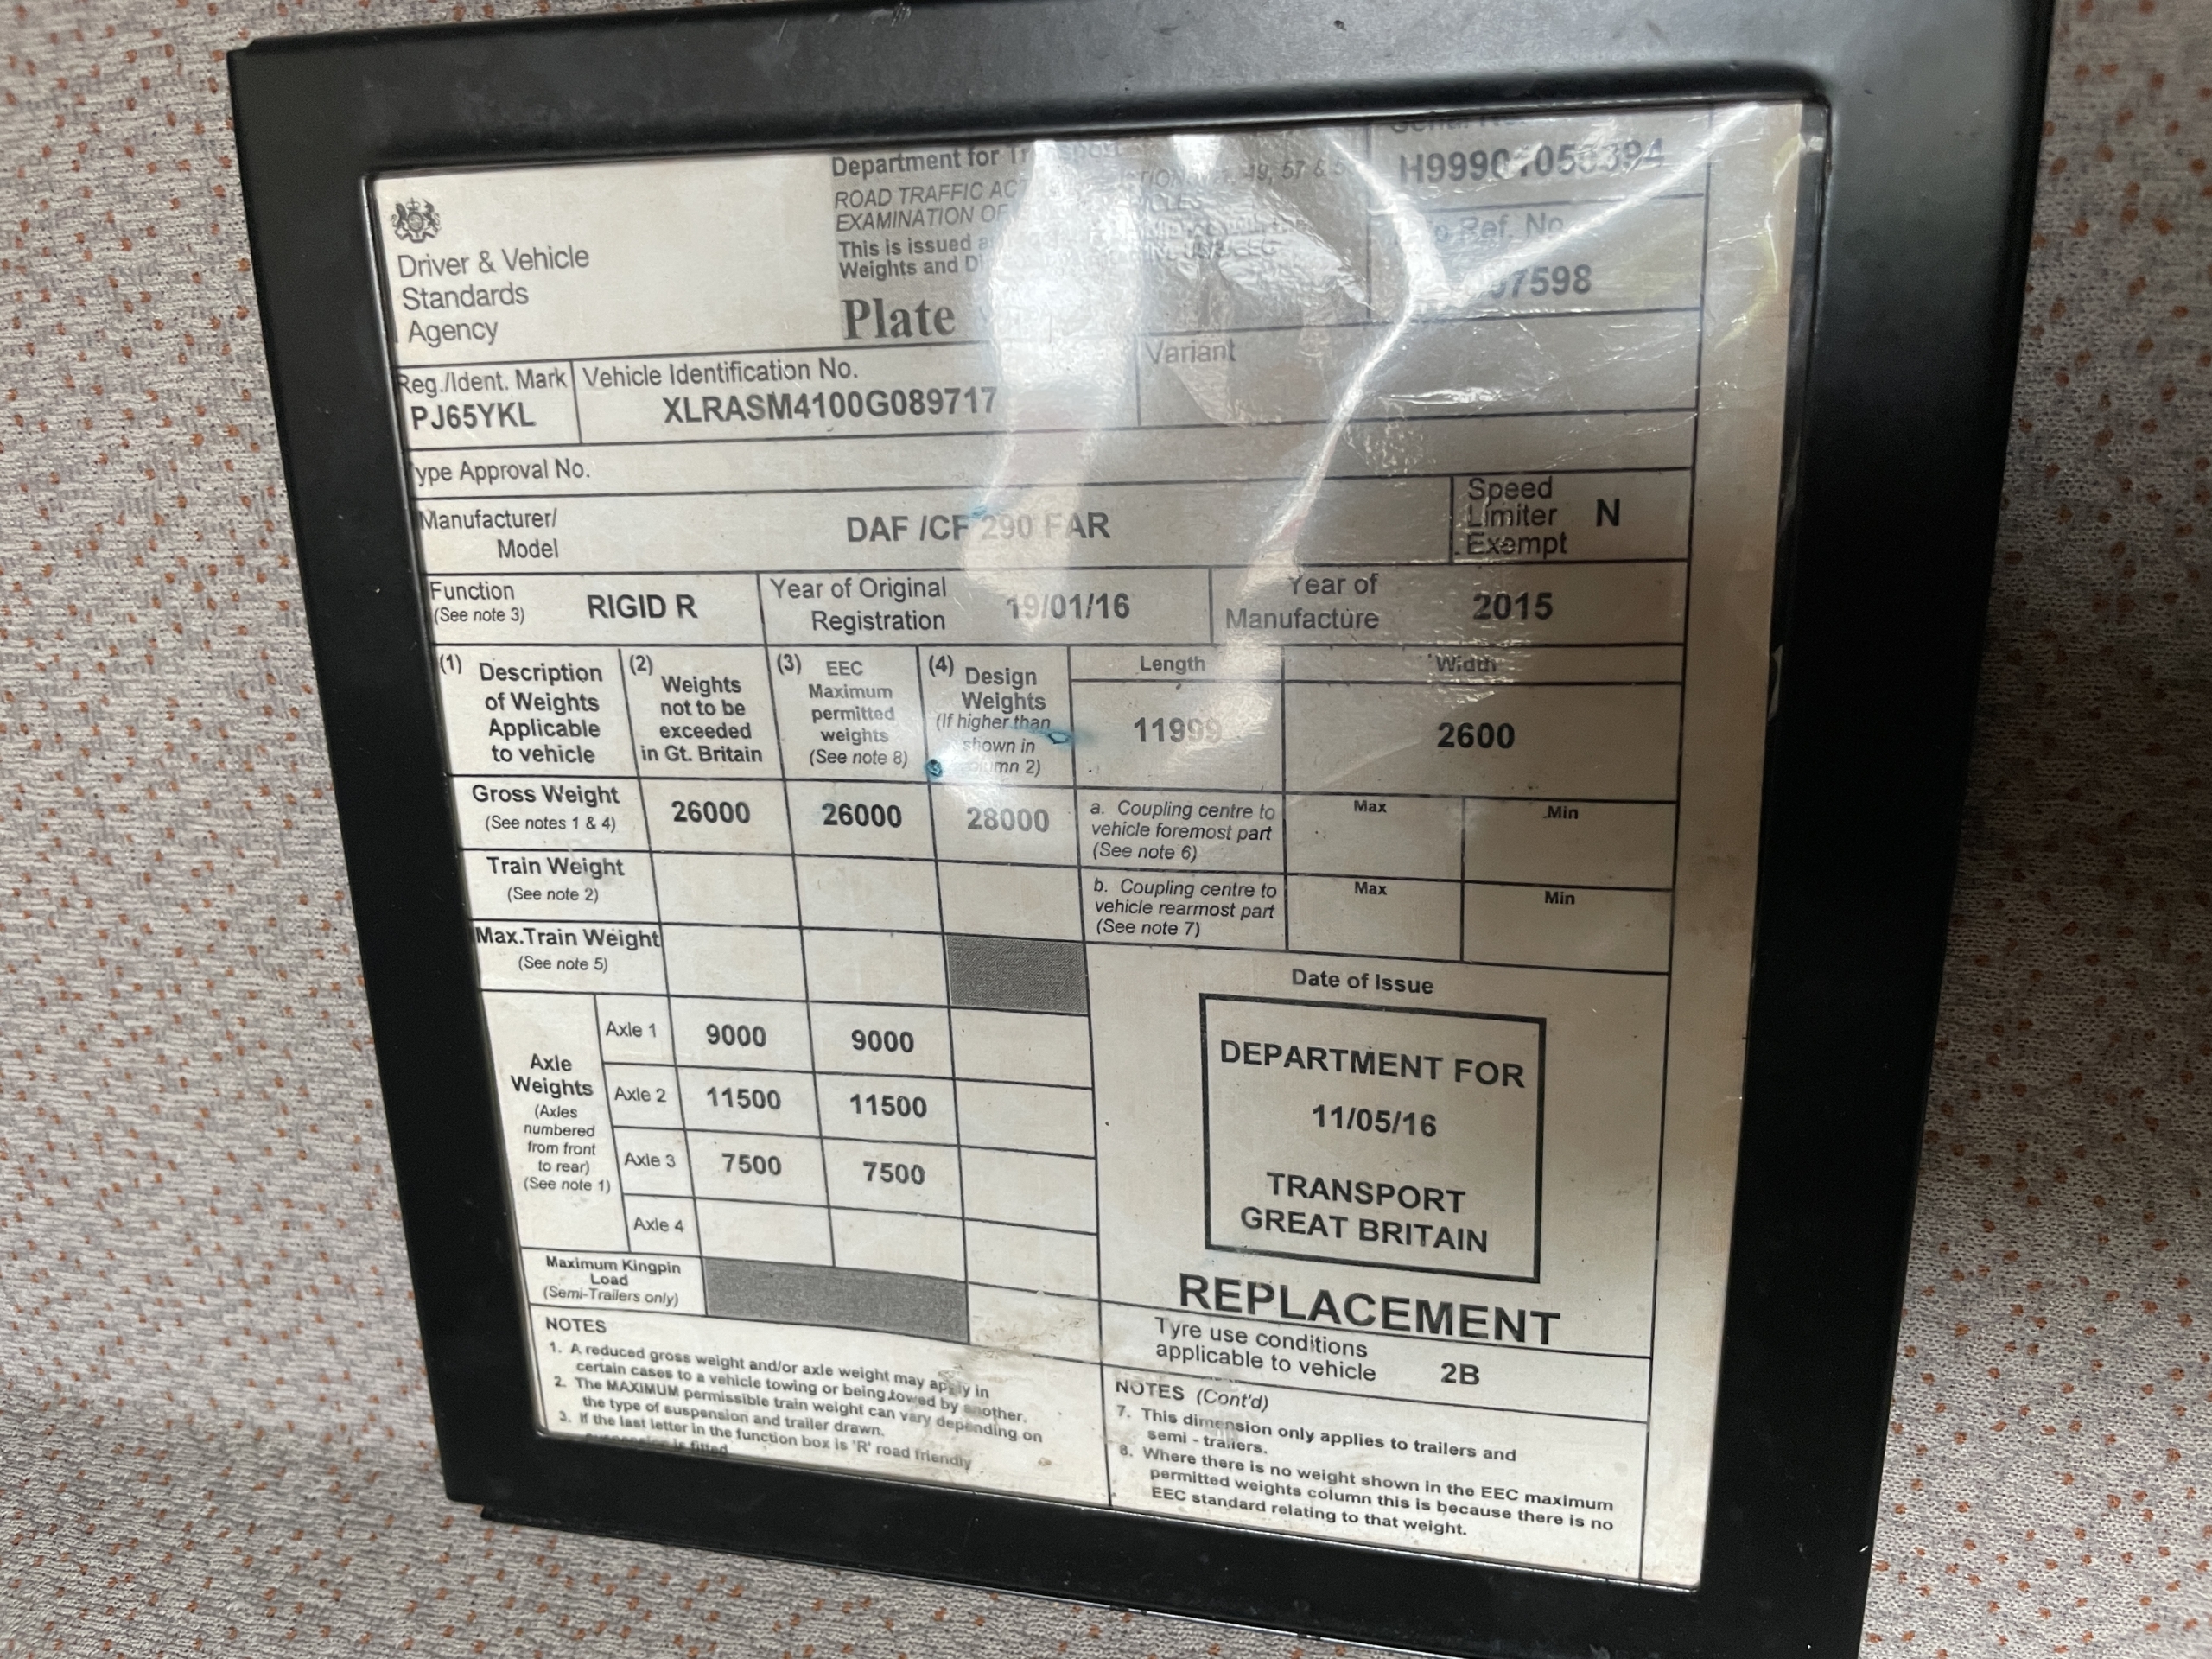 Driver & Vehicle
Standards
Agency
Department for Transport
ROAD TRAFFIC ACT 49, 57 &
EXAMINATION OF
This is issued
Weights and
Plate
Ref. No
7598
Reg./Ident. Mark
PJ65YKL
Vehicle Identification No.
XLRASM4100G089717
Variant
ype Approval No.
Manufacturer/
Model
DAF /CF 290 FAR
Speed
Limiter
Exempt
N
Function
(See note 3)
RIGID R
Year of Original
Registration
19/01/16
Year of
Manufacture
2015
(1) Description
of Weights
Applicable
to vehicle
(2) Weights
not to be
exceeded
in Gt. Britain
(3) EEC
Maximum
permitted
weights
(See note 8)
(4) Design
Weights
(If higher than
shown in
umn 2)
Length
11999
Width
2600
Gross Weight
(See notes 1 & 4)
26000
26000
28000
a. Coupling centre to
vehicle foremost part
(See note 6)
Max
Min
Train Weight
(See note 2)
b. Coupling centre to
vehicle rearmost part
(See note 7)
Max
Min
Max.Train Weight
(See note 5)
Axle
Weights
(Axles
numbered
from front
to rear)
(See note 1)
Axle 1
9000
9000
Axle 2
11500
11500
Axle 3
7500
7500
Axle 4
Maximum Kingpin
Load
(Semi-Trailers only)
Date of Issue
DEPARTMENT FOR
11/05/16
TRANSPORT
GREAT BRITAIN
REPLACEMENT
Tyre use conditions
applicable to vehicle
2B
NOTES
1. A reduced gross weight and/or axle weight may apply in
certain cases to a vehicle towing or being towed by another.
2. The MAXIMUM permissible train weight can vary depending on
the type of suspension and trailer drawn.
3. If the last letter in the function box is 'R' road friendly
suspension is fitted
NOTES (Cont'd)
7. This dimension only applies to trailers and
semi - trailers.
8. Where there is no weight shown in the EEC maximum
permitted weights column this is because there is no
EEC standard relating to that weight.